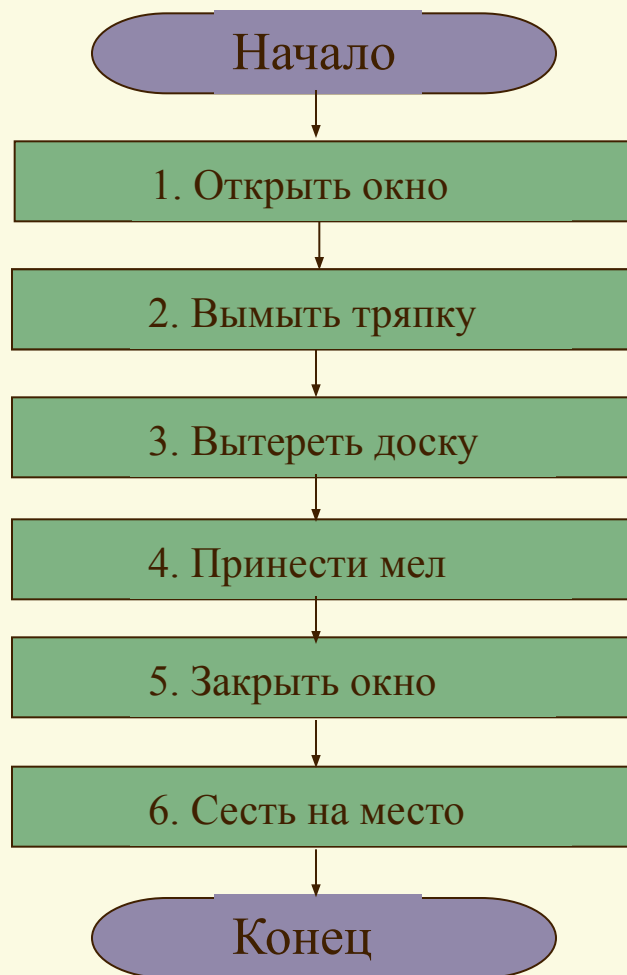 Начало
1. Открыть окно
2. Вымыть тряпку
3. Вытереть доску
4. Принести мел
5. Закрыть окно
6. Сесть на место
Конец